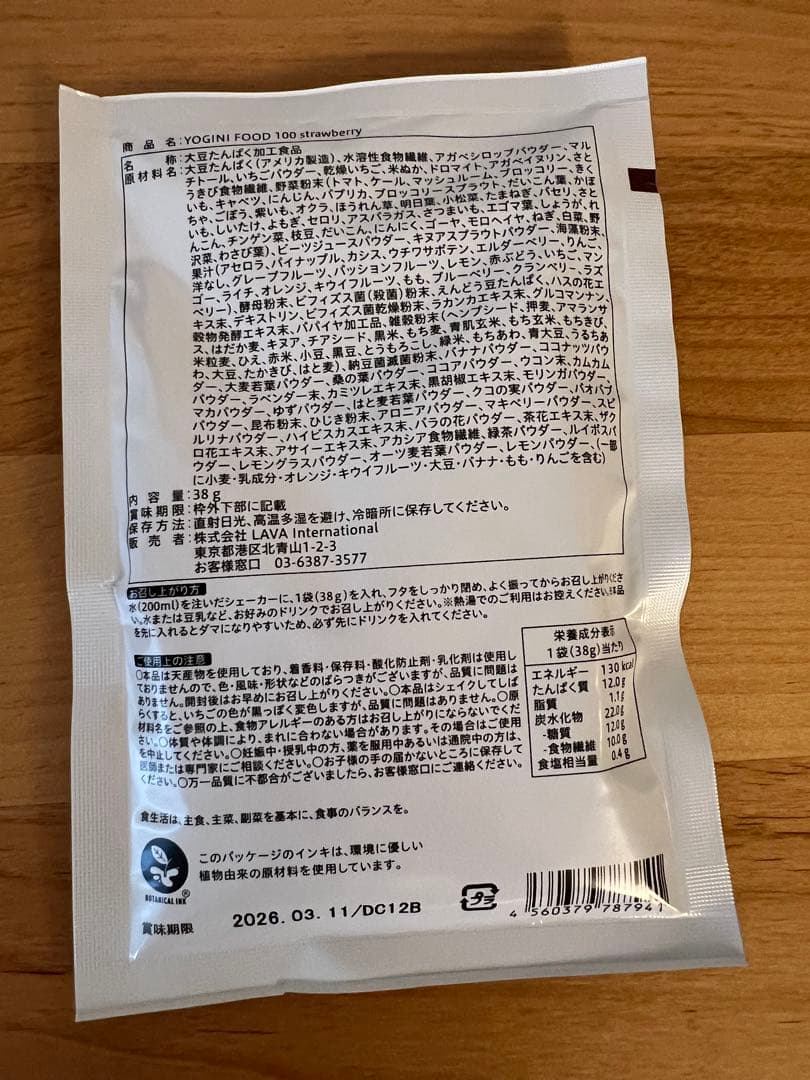 商品名:YOGINI FOOD 100 strawberry
名称:大豆たんぱく加工食品
原材料名:大豆たんぱく(アメリカ製造)、水溶性食物繊維、アガベシロップパウダー、マル
チトール、いちごパウダー、乾燥いちご、米ぬか、ドロマイト、アガベイヌリン、さと
うきび食物繊維、野菜粉末(トマト、ケール、マッシュルーム、ブロッコリー、きく
いも、キャベツ、にんじん、パプリカ、ブロッコリースプラウト、だいこん葉、かぼ
ちゃ、ごぼう、紫いも、オクラ、ほうれん草、明日葉、小松菜、たまねぎ、パセリ、さと
いも、しいたけ、よもぎ、セロリ、アスパラガス、さつまいも、エゴマ葉、しょうが、れ
んこん、チンゲン菜、枝豆、だいこん、にんにく、ゴーヤ、モロヘイヤ、ねぎ、白菜、野
沢菜、わさび葉)、ビーツジュースパウダー、キヌアスプラウトパウダー、海藻粉末、
果汁(アセロラ、パイナップル、カシス、ウチワサボテン、エルダーベリー、りんご、
洋なし、グレープフルーツ、パッションフルーツ、レモン、赤ぶどう、いちご、マン
ゴー、ライチ、オレンジ、キウイフルーツ、もも、ブルーベリー、クランベリー、ラズ
ベリー)、酵母粉末、ビフィズス菌(殺菌)粉末、えんどう豆たんぱく、ハスの花エ
キス末、デキストリン、ビフィズス菌乾燥粉末、ラカンカエキス末、グルコマンナン、
穀物発酵エキス末、パパイヤ加工品、雑穀粉末(ヘンプシード、押麦、アマランサ
ス、はだか麦、キヌア、チアシード、黒米、もち麦、青肌玄米、もち玄米、もちきび、
米粒麦、ひえ、赤米、小豆、黒豆、とうもろこし、緑米、もちあわ、青大豆、うるちあ
わ、大豆、たかきび、はと麦)、納豆菌滅菌粉末、バナナパウダー、ココナッツパウ
ダー、大麦若葉パウダー、桑の葉パウダー、ココアパウダー、ウコン末、カムカム
パウダー、ラベンダー末、カミツレエキス末、黒胡椒エキス末、モリンガパウダー、
マカパウダー、ゆずパウダー、はと麦若葉パウダー、クコの実パウダー、バオバブ
パウダー、昆布粉末、ひじき粉末、アロニアパウダー、マキベリーパウダー、スピ
ルリナパウダー、ハイビスカスエキス末、バラの花パウダー、茶花エキス末、ザク
ロ花エキス末、アサイーエキス末、アカシア食物繊維、緑茶パウダー、ルイボスパ
ウダー、レモングラスパウダー、オーツ麦若葉パウダー、レモンパウダー、(一部
に小麦・乳成分・オレンジ・キウイフルーツ・大豆・バナナ・もも・りんごを含む)
内容量:38g
賞味期限:枠外下部に記載
保存方法:直射日光、高温多湿を避け、冷暗所に保存してください。
販売者:株式会社 LAVA International
東京都港区北青山1-2-3
お客様窓口 03-6387-3577
お召し上がり方
水(200ml)を注いだシェーカーに、1袋(38g)を入れ、フタをしっかり閉め、よく振ってからお召し上がりくださ
い。水または豆乳など、お好みのドリンクでお召し上がりください。※熱湯でのご利用はお控えください。※本品
を先に入れるとダマになりやすいため、必ず先にドリンクを入れてください。
ご使用上の注意
〇本品は天産物を使用しており、着香料・保存料・酸化防止剤・乳化剤は使用し
ておりませんので、色・風味・形状などのばらつきがございますが、品質に問題は
ありません。開封後はお早めにお召し上がりください。〇本品はシェイクしてしば
らくすると、いちごの色が黒っぽく変色しますが、品質に問題はありません。〇原
材料名をご参照の上、食物アレルギーのある方はお召し上がりにならないでくだ
さい。〇体質や体調により、まれに合わない場合があります。その場合はご使用
を中止してください。〇妊娠中・授乳中の方、薬を服用中あるいは通院中の方は、
医師または専門家にご相談ください。〇お子様の手の届かないところに保存して
ください。〇万一品質に不都合がございましたら、お客様窓口にご連絡ください。
栄養成分表示
1袋(38g)当たり
エネルギー 130 kcal
たんぱく質 12.0g
脂質 1.1g
炭水化物 22.0g
-糖質 12.0g
-食物繊維 10.0g
食塩相当量 0.4g
食生活は、主食、主菜、副菜を基本に、食事のバランスを。
このパッケージのインキは、環境に優しい
植物由来の原材料を使用しています。
BOTANICAL INK®
賞味期限 2026.03.11/DC12B
プラ
4 560379 787941